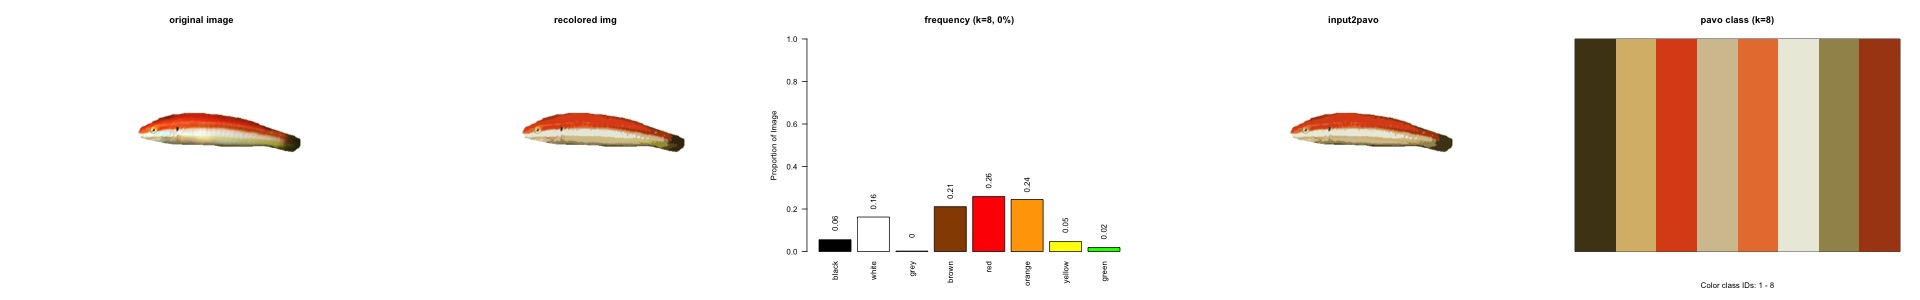 original image
recolored img
frequency (k=8, 0%)
input2pavo
pavo class (k=8)
Proportion of Image
1.0
0.8
0.6
0.4
0.2
0.0
0.06
0.16
0
0.21
0.26
0.24
0.05
0.02
black
white
grey
brown
red
orange
yellow
green
Color class IDs: 1 - 8